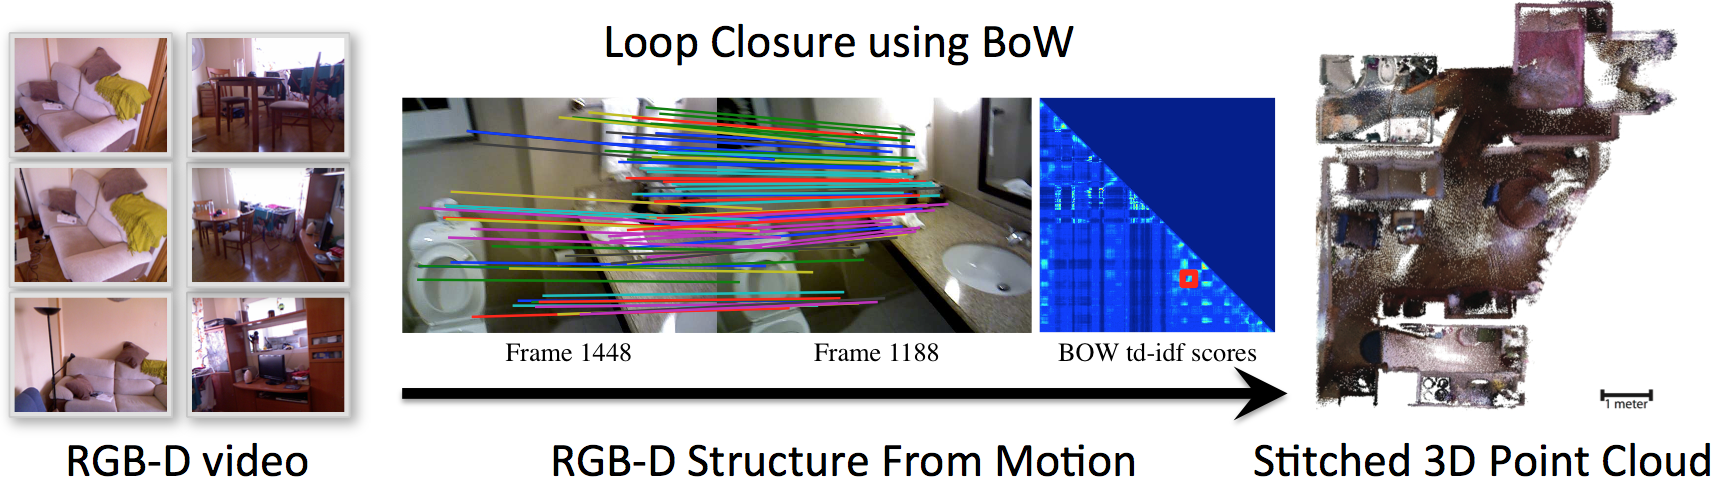 Loop Closure using BoW
Frame 1448
Frame 1188
BOW td-idf scores
1 meter
RGB-D video
RGB-D Structure From Motion
Stitched 3D Point Cloud